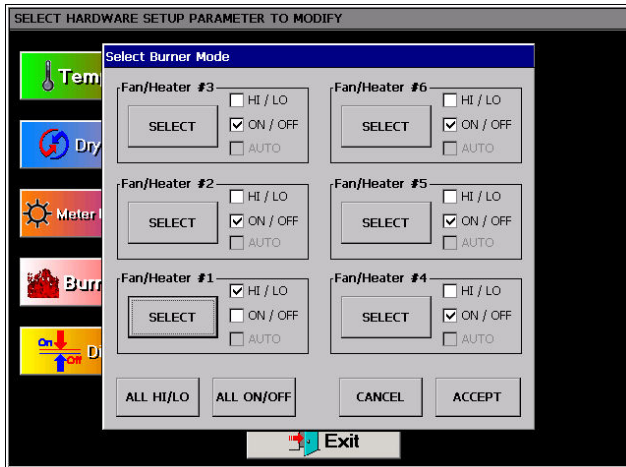 SELECT HARDWARE SETUP PARAMETER TO MODIFY
Select Burner Mode
Fan/Heater #3
HI / LO
SELECT
ON / OFF
AUTO
Fan/Heater #6
HI / LO
SELECT
ON / OFF
AUTO
Fan/Heater #2
HI / LO
SELECT
ON / OFF
AUTO
Fan/Heater #5
HI / LO
SELECT
ON / OFF
AUTO
Fan/Heater #1
HI / LO
SELECT
ON / OFF
AUTO
Fan/Heater #4
HI / LO
SELECT
ON / OFF
AUTO
ALL HI/LO
ALL ON/OFF
CANCEL
ACCEPT
Tem
Dry
Meter
Burn
On
Off
Di
Exit